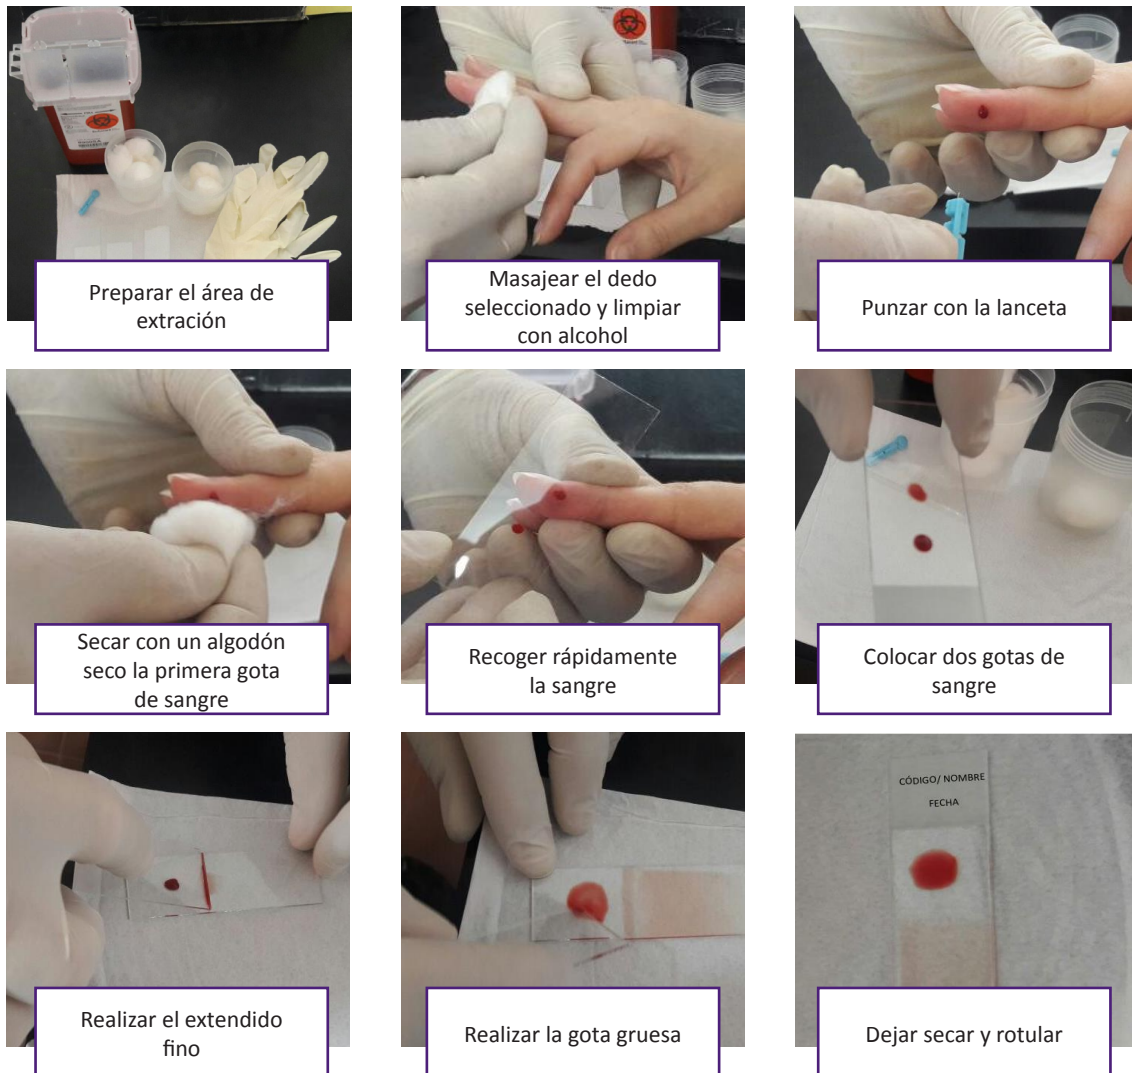 Preparar el área de
extracción
Masajear el dedo
seleccionado y limpiar
con alcohol
Punzar con la lanceta
Secar con un algodón
seco la primera gota
de sangre
Recoger rápidamente
la sangre
Colocar dos gotas de
sangre
CÓDIGO/ NOMBRE
FECHA
Realizar el extendido
fino
Realizar la gota gruesa
Dejar secar y rotular